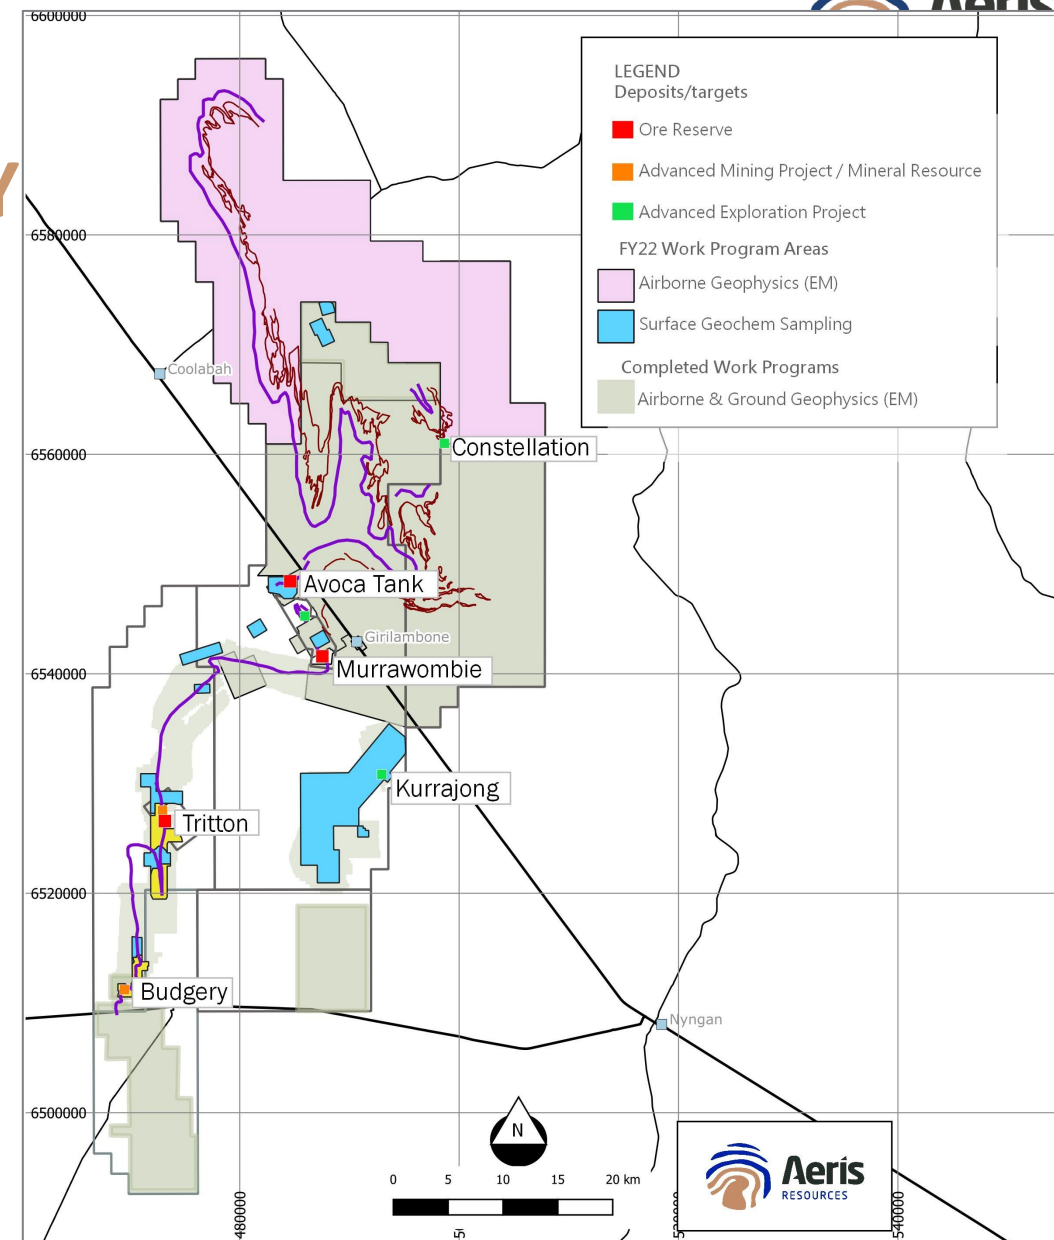 Aeris
6600000
Y
LEGEND
Deposits/targets
Ore Reserve
Advanced Mining Project / Mineral Resource
Advanced Exploration Project
FY22 Work Program Areas
Airborne Geophysics (EM)
Surface Geochem Sampling
Completed Work Programs
Airborne & Ground Geophysics (EM)
6580000
Coolabah
Constellation
6560000
Avoca Tank
Girilambone
Murrawombie
6540000
Kurrajong
Tritton
6520000
Budgery
Nyngan
6500000
N
0 5 10 15 20 km
Aeris
RESOURCES
480000